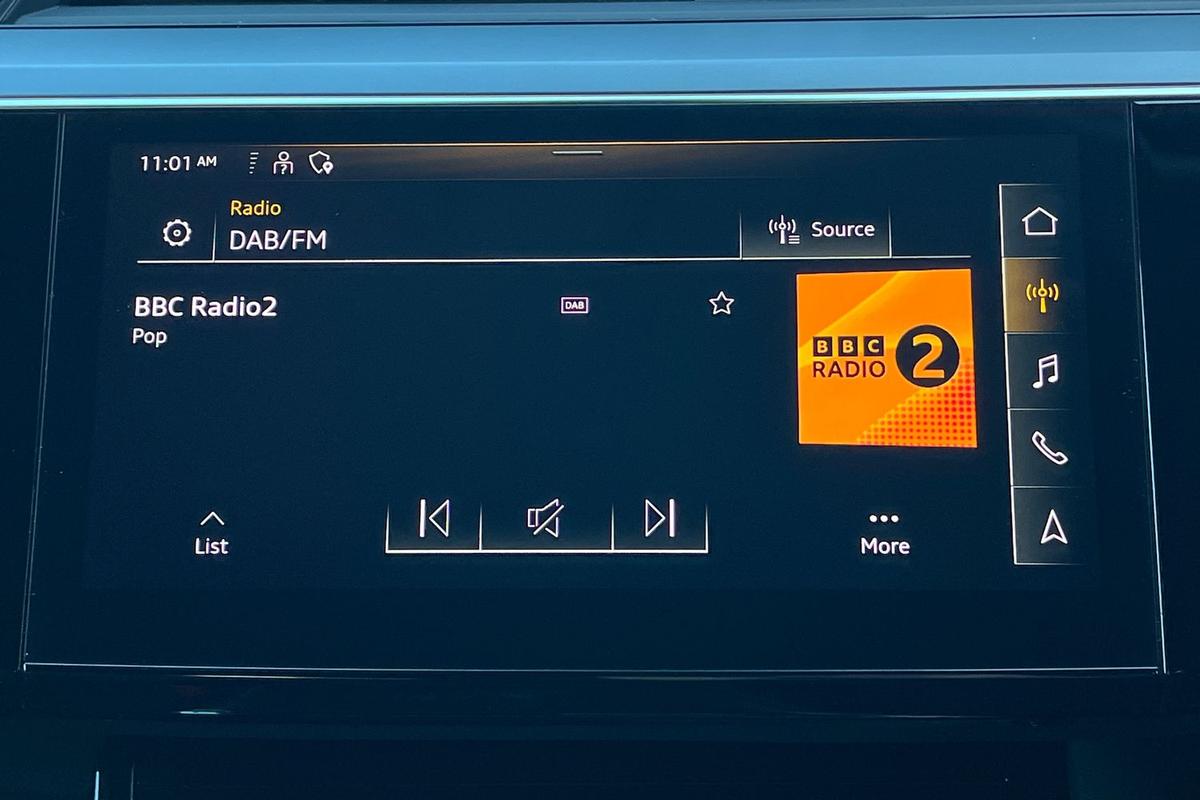 11:01 AM
Radio
DAB/FM
Source
BBC Radio2
DAB
Pop
BBC
RADIO 2
List
More